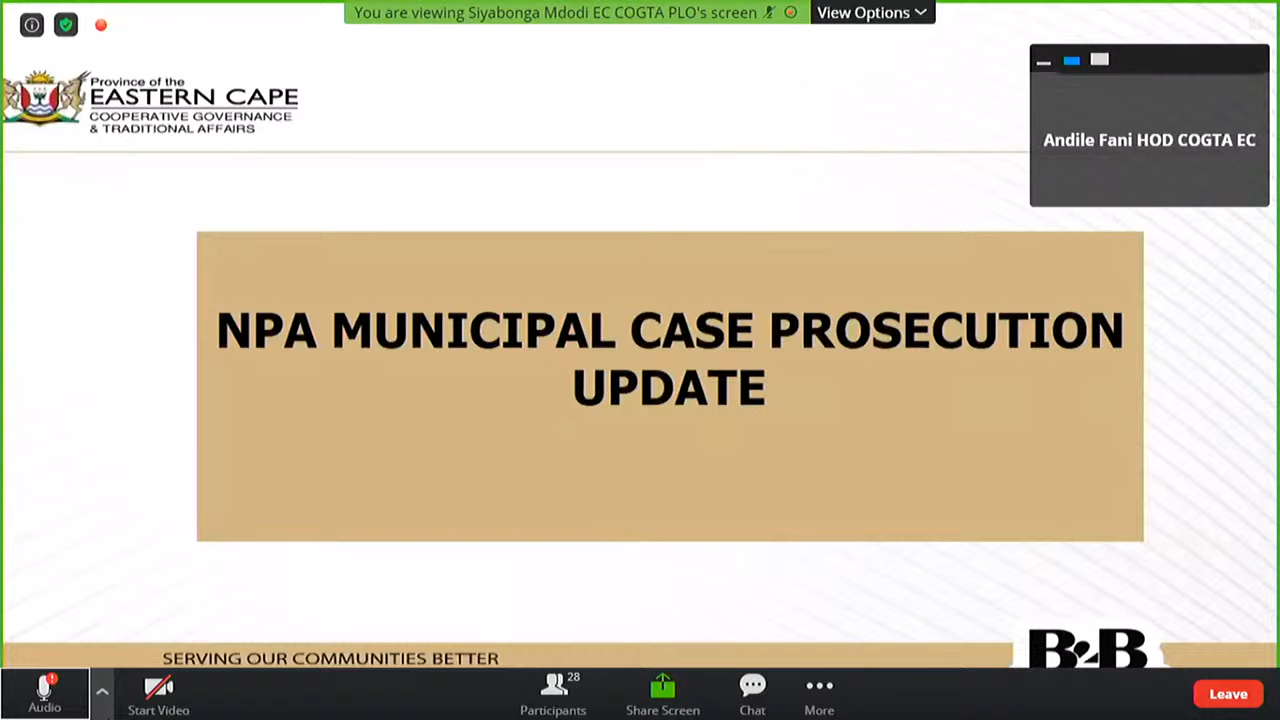 You are viewing Siyabonga Mdodi EC COGTA PLO's screen
View Options
Province of the
EASTERN CAPE
COOPERATIVE GOVERNANCE
& TRADITIONAL AFFAIRS
Andile Fani HOD COGTA EC
NPA MUNICIPAL CASE PROSECUTION
UPDATE
SERVING OUR COMMUNITIES BETTER
B2B
Audio
Start Video
28
Participants
Share Screen
Chat
More
Leave